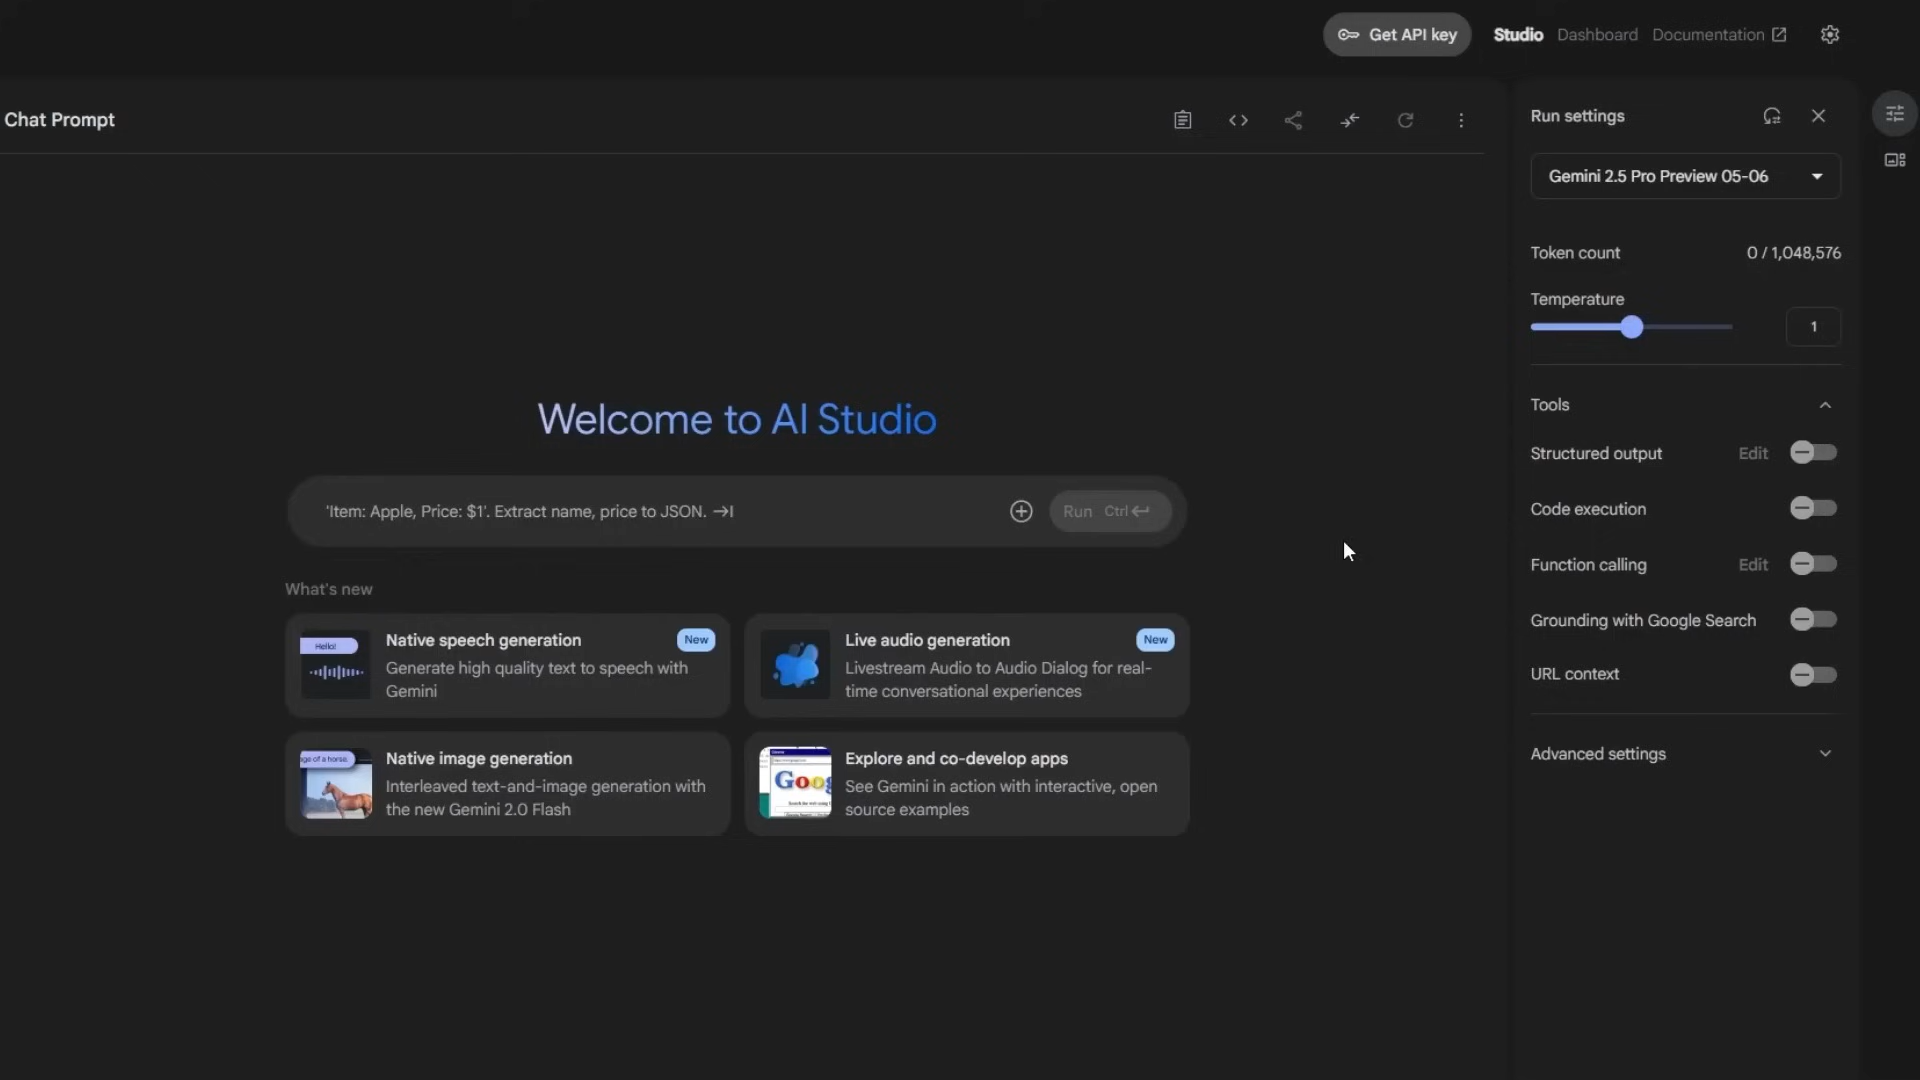 Get API key
Studio
Dashboard
Documentation
Chat Prompt
Run settings
Gemini 2.5 Pro Preview 05-06
Token count
0 / 1,048,576
Temperature
1
Tools
Structured output
Edit
Code execution
Function calling
Edit
Grounding with Google Search
URL context
Advanced settings
Welcome to AI Studio
'Item: Apple, Price: $1'. Extract name, price to JSON.
Run Ctrl
What's new
Hello!
Native speech generation
New
Generate high quality text to speech with
Gemini
Live audio generation
New
Livestream Audio to Audio Dialog for real-
time conversational experiences
age of a horse.
Native image generation
Interleaved text-and-image generation with
the new Gemini 2.0 Flash
Goog
Explore and co-develop apps
See Gemini in action with interactive, open
source examples